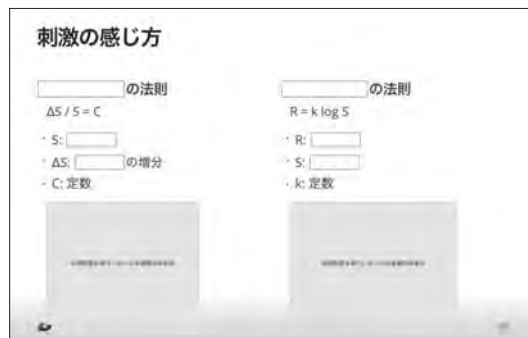 刺激の感じ方
の法則
ΔS / S = C
· S:
· ΔS: の増分
· C: 定数
の法則
R = k log S
· R:
· S:
· k: 定数